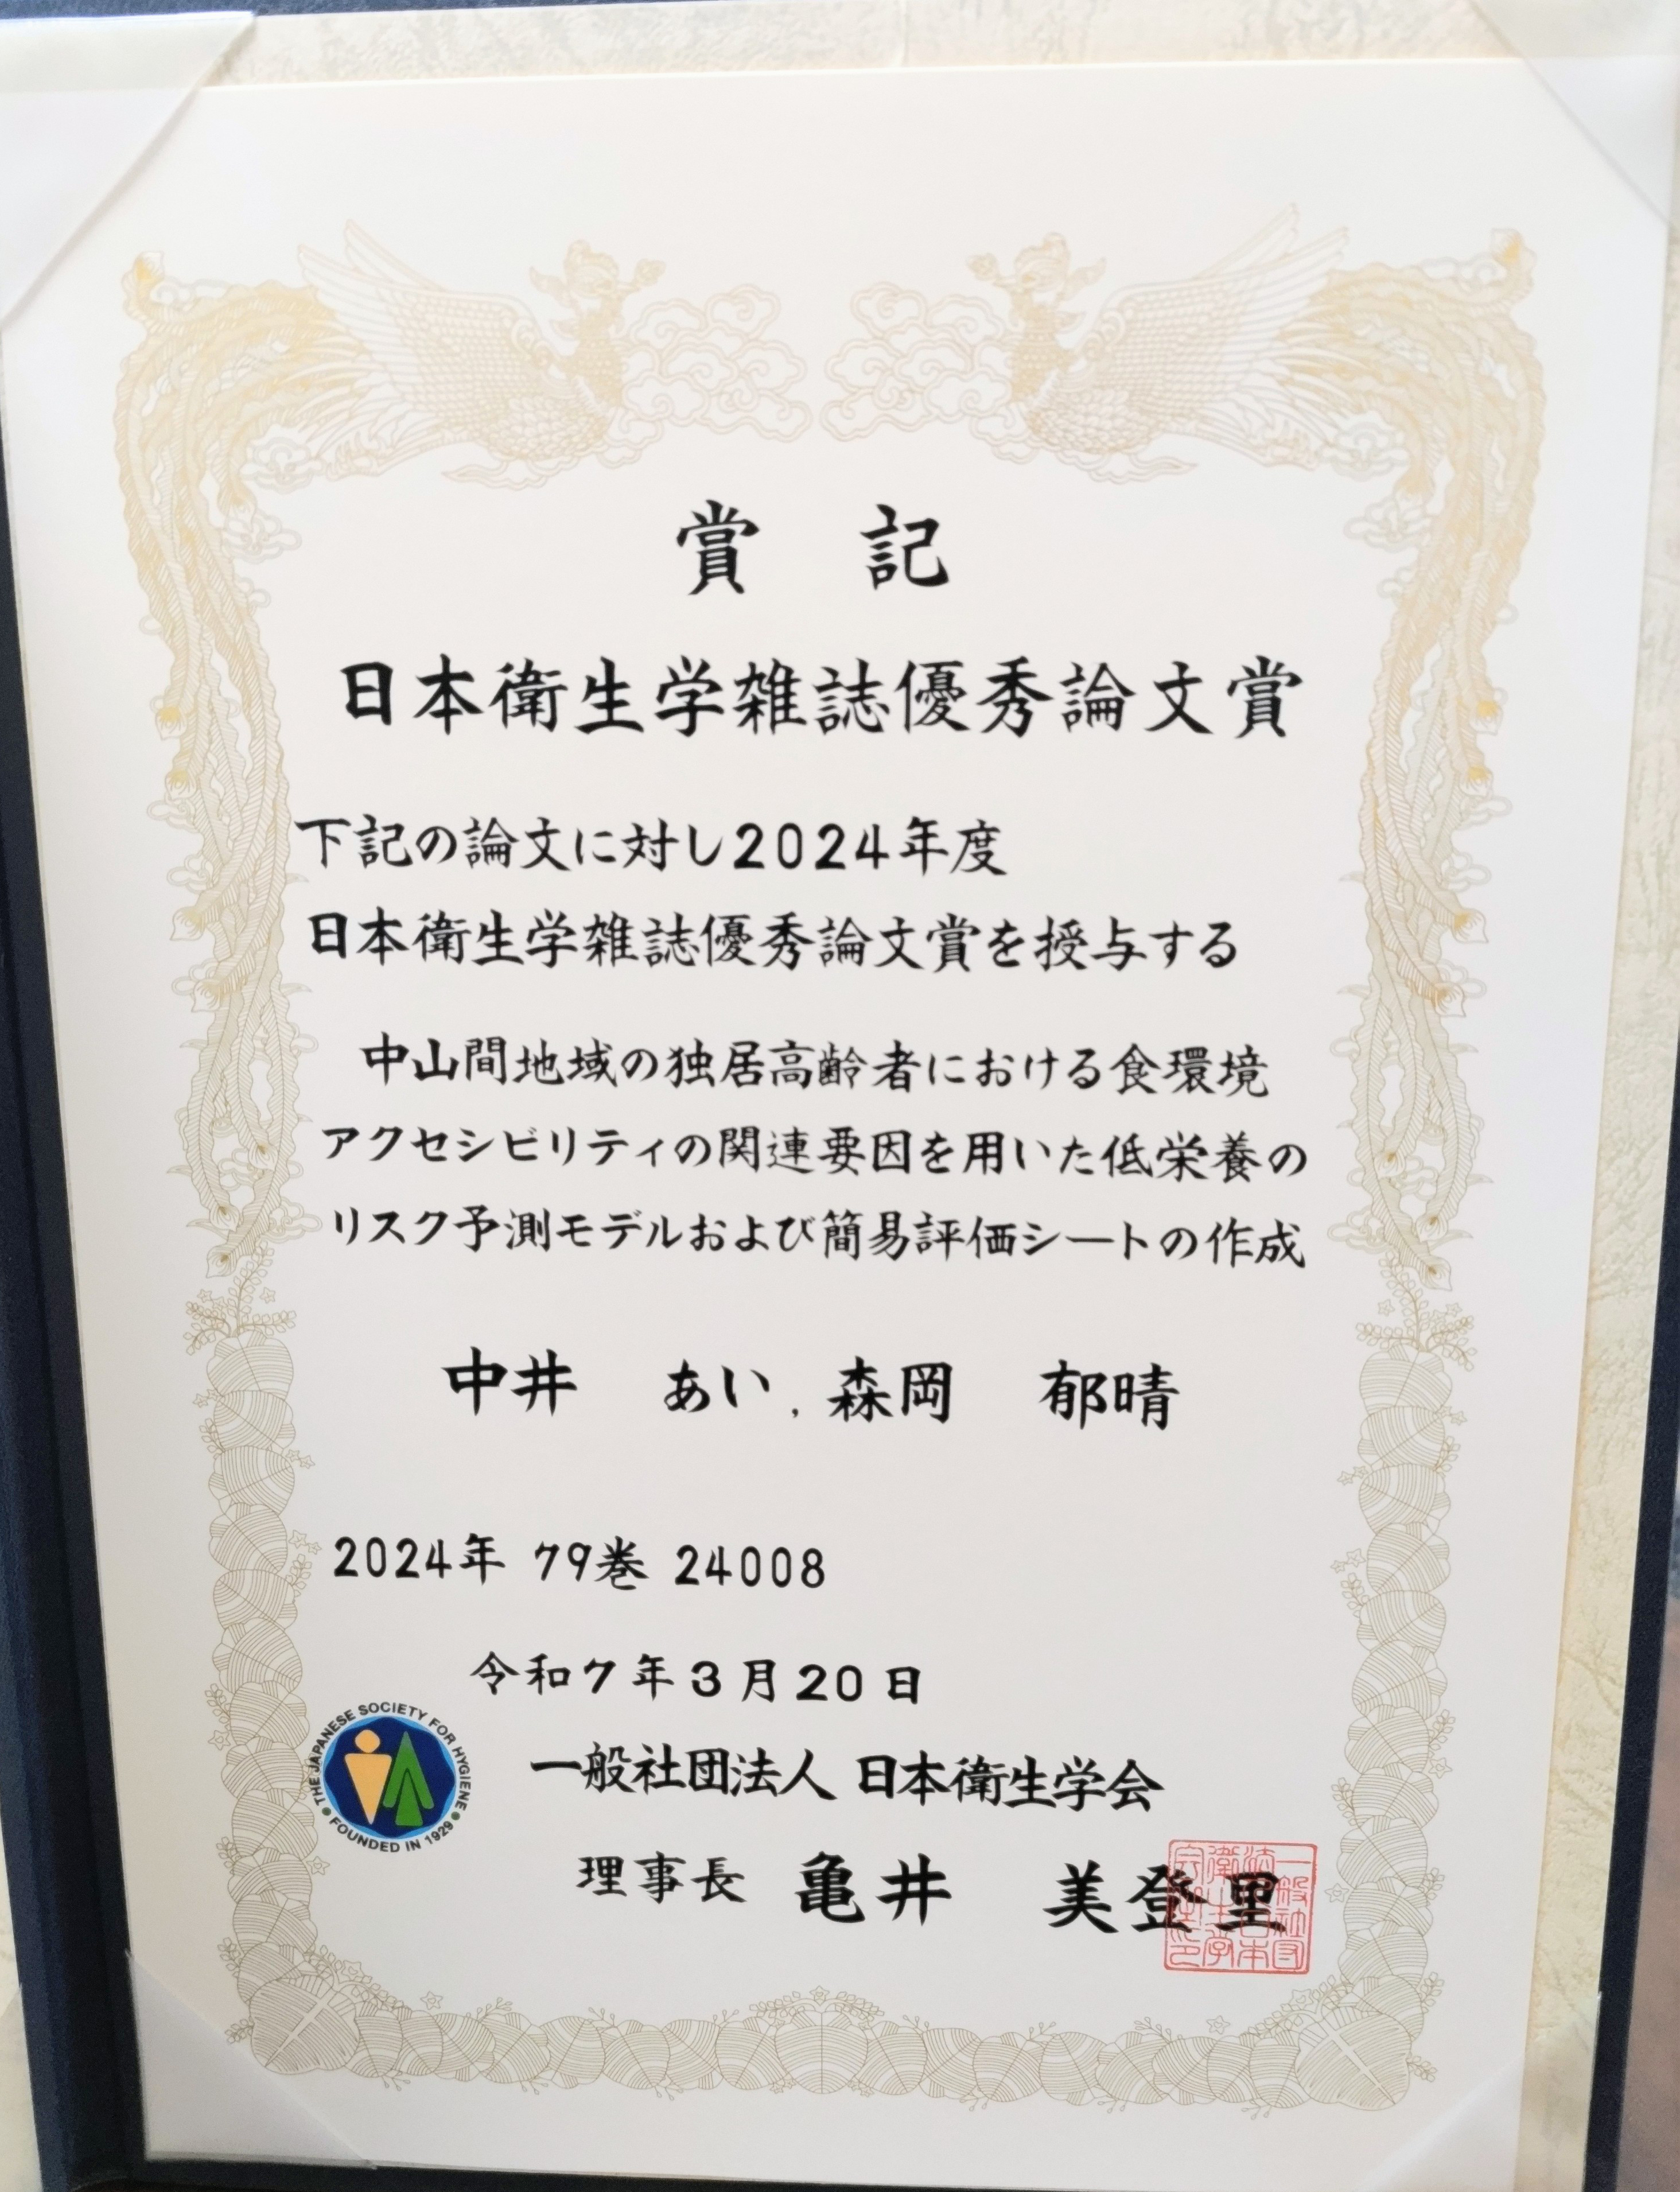 賞 記
日本衛生学雑誌優秀論文賞
下記の論文に対し2024年度
日本衛生学雑誌優秀論文賞を授与する
中山間地域の独居高齢者における食環境
アクセシビリティの関連要因を用いた低栄養の
リスク予測モデルおよび簡易評価シートの作成
中井 あい, 森岡 郁晴
2024年 79巻 24008
令和7年3月20日
THE JAPANESE SOCIETY FOR HYGIENE
FOUNDED IN 1929
一般社団法人 日本衛生学会
理事長 亀井 美登里